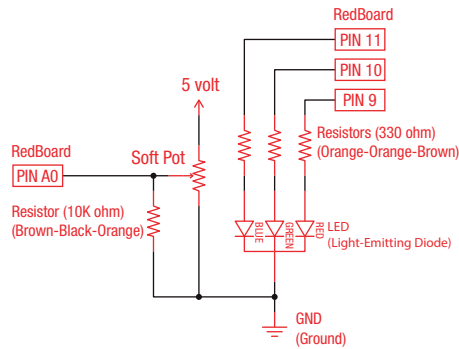 RedBoard
PIN 11
PIN 10
PIN 9
5 volt
Resistors (330 ohm)
(Orange-Orange-Brown)
RedBoard
Soft Pot
PIN A0
Resistor (10K ohm)
(Brown-Black-Orange)
BLUE
GREEN
RED
LED
(Light-Emitting Diode)
GND
(Ground)